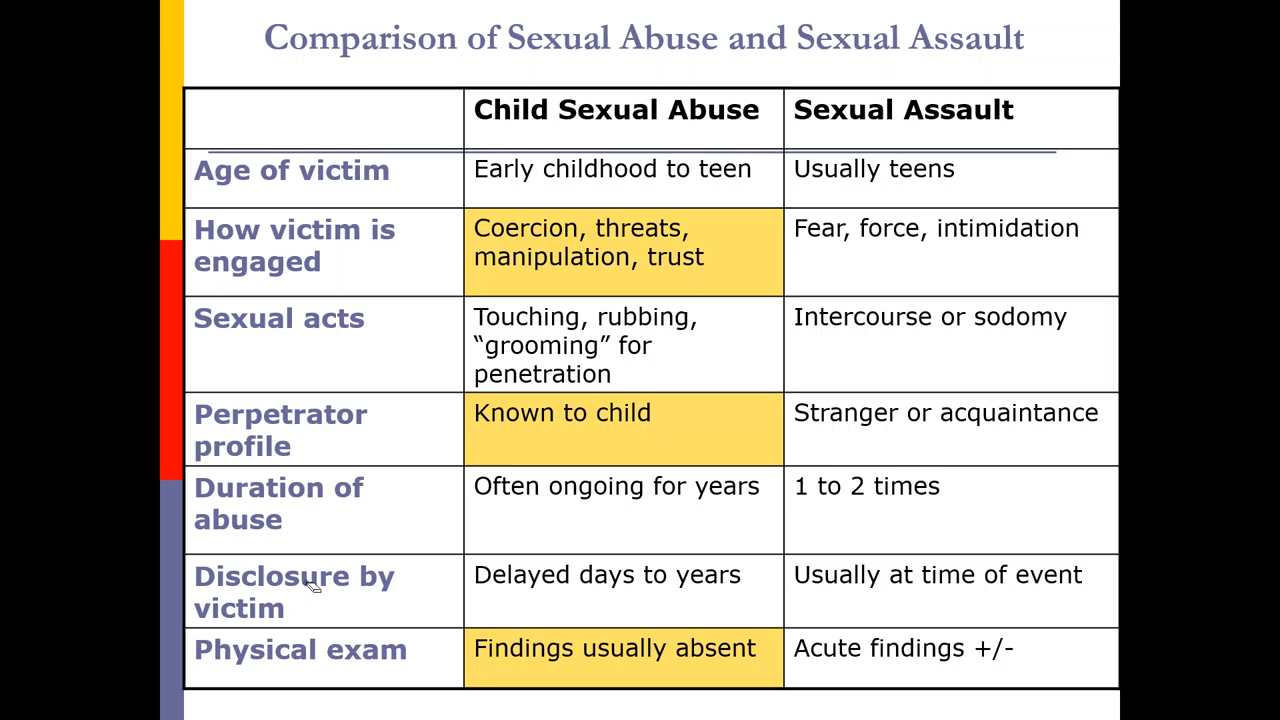 Comparison of Sexual Abuse and Sexual Assault
Child Sexual Abuse
Sexual Assault
Age of victim
Early childhood to teen
Usually teens
How victim is
engaged
Coercion, threats,
manipulation, trust
Fear, force, intimidation
Sexual acts
Touching, rubbing,
“grooming” for
penetration
Intercourse or sodomy
Perpetrator
profile
Known to child
Stranger or acquaintance
Duration of
abuse
Often ongoing for years
1 to 2 times
Disclosure by
victim
Delayed days to years
Usually at time of event
Physical exam
Findings usually absent
Acute findings +/-